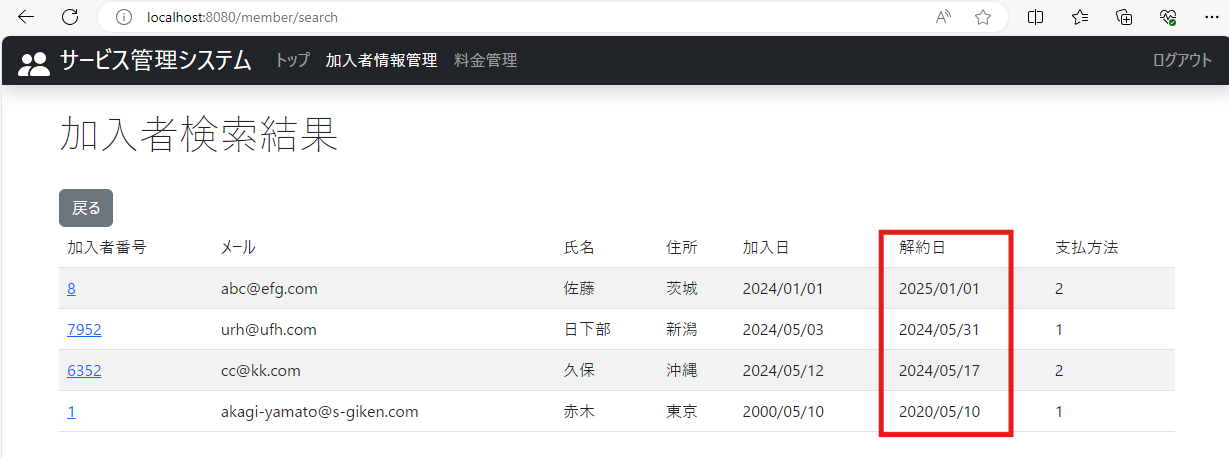 localhost:8080/member/search
サービス管理システム トップ 加入者情報管理 料金管理 ログアウト
加入者検索結果
戻る
加入者番号 メール 氏名 住所 加入日 解約日 支払方法
8 abc@efg.com 佐藤 茨城 2024/01/01 2025/01/01 2
7952 urh@ufh.com 日下部 新潟 2024/05/03 2024/05/31 1
6352 cc@kk.com 久保 沖縄 2024/05/12 2024/05/17 2
1 akagi-yamato@s-giken.com 赤木 東京 2000/05/10 2020/05/10 1